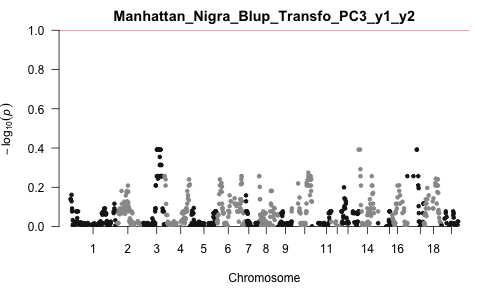 Manhattan_Nigra_Blup_Transfo_PC3_y1_y2
− log10(p)
1.0
0.8
0.6
0.4
0.2
0.0
1 2 3 4 5 6 7 8 9 11 14 16 18
Chromosome